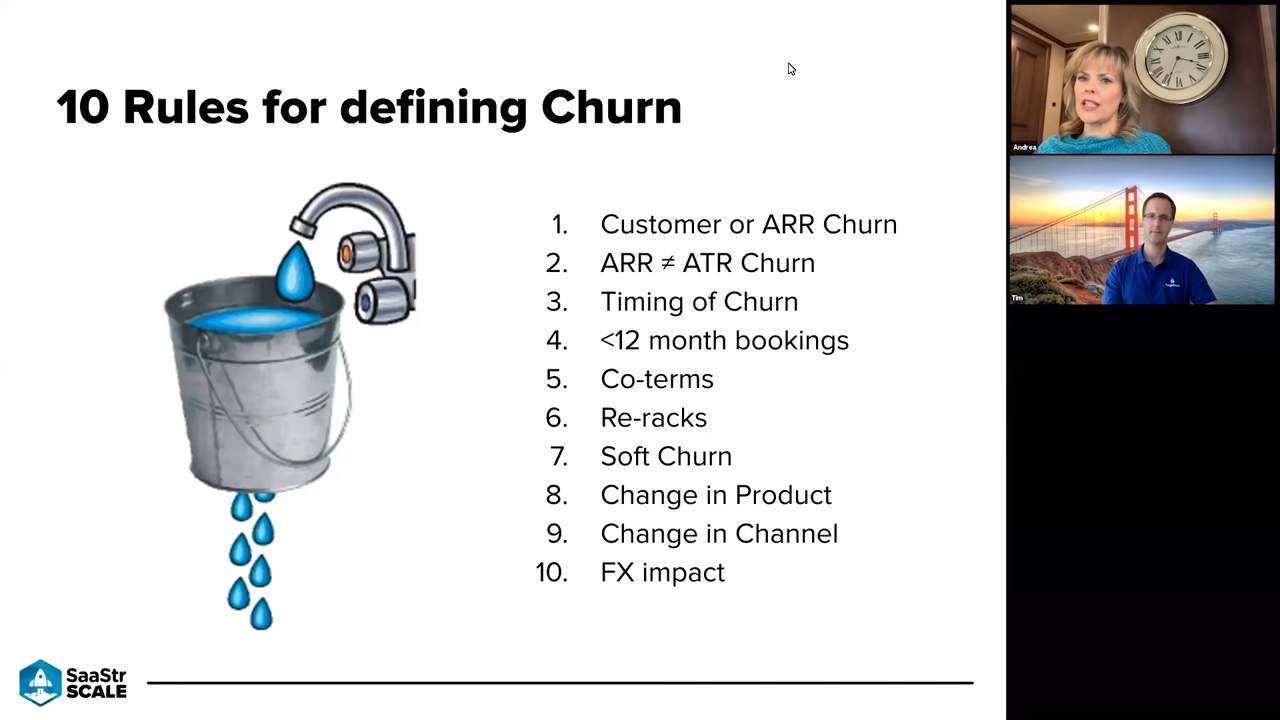 10 Rules for defining Churn
1. Customer or ARR Churn
2. ARR ≠ ATR Churn
3. Timing of Churn
4. <12 month bookings
5. Co-terms
6. Re-racks
7. Soft Churn
8. Change in Product
9. Change in Channel
10. FX impact
SaaStr
SCALE
Andrea
Tim